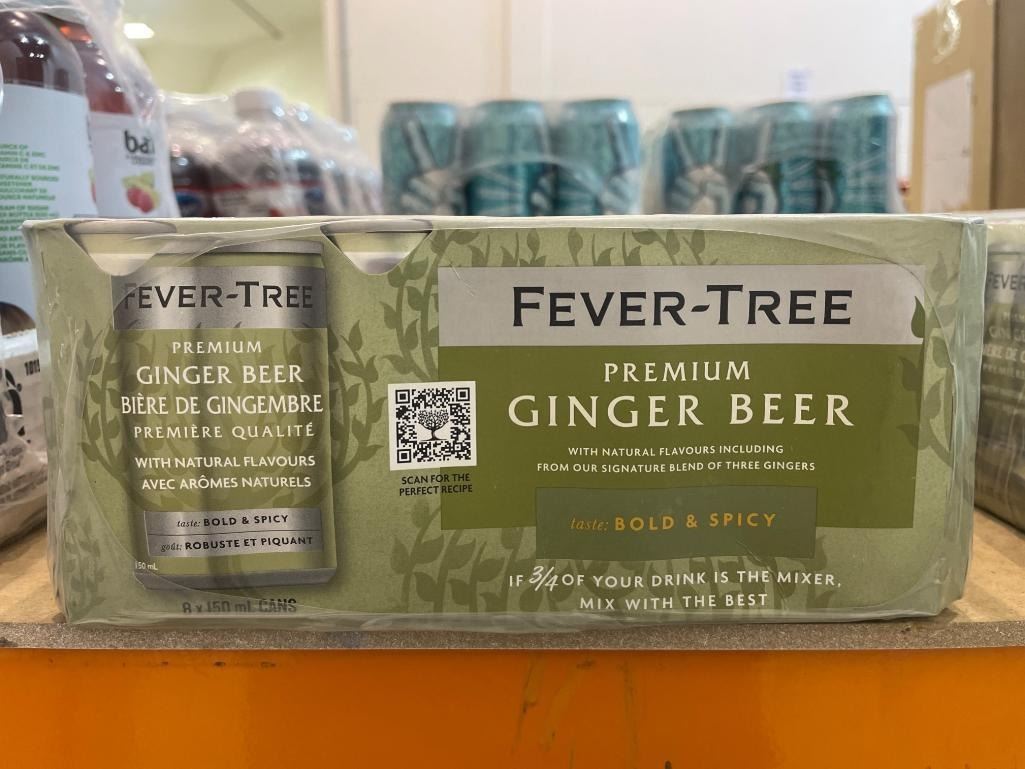 FEVER-TREE
PREMIUM
GINGER BEER
BIÈRE DE GINGEMBRE
PREMIÈRE QUALITÉ
WITH NATURAL FLAVOURS
AVEC ARÔMES NATURELS
taste: BOLD & SPICY
goût: ROBUSTE ET PIQUANT
150 mL
8 x 150 mL CANS
SCAN FOR THE
PERFECT RECIPE
FEVER-TREE
PREMIUM
GINGER BEER
WITH NATURAL FLAVOURS INCLUDING
FROM OUR SIGNATURE BLEND OF THREE GINGERS
taste: BOLD & SPICY
IF 3/4 OF YOUR DRINK IS THE MIXER,
MIX WITH THE BEST
bai
FEVER